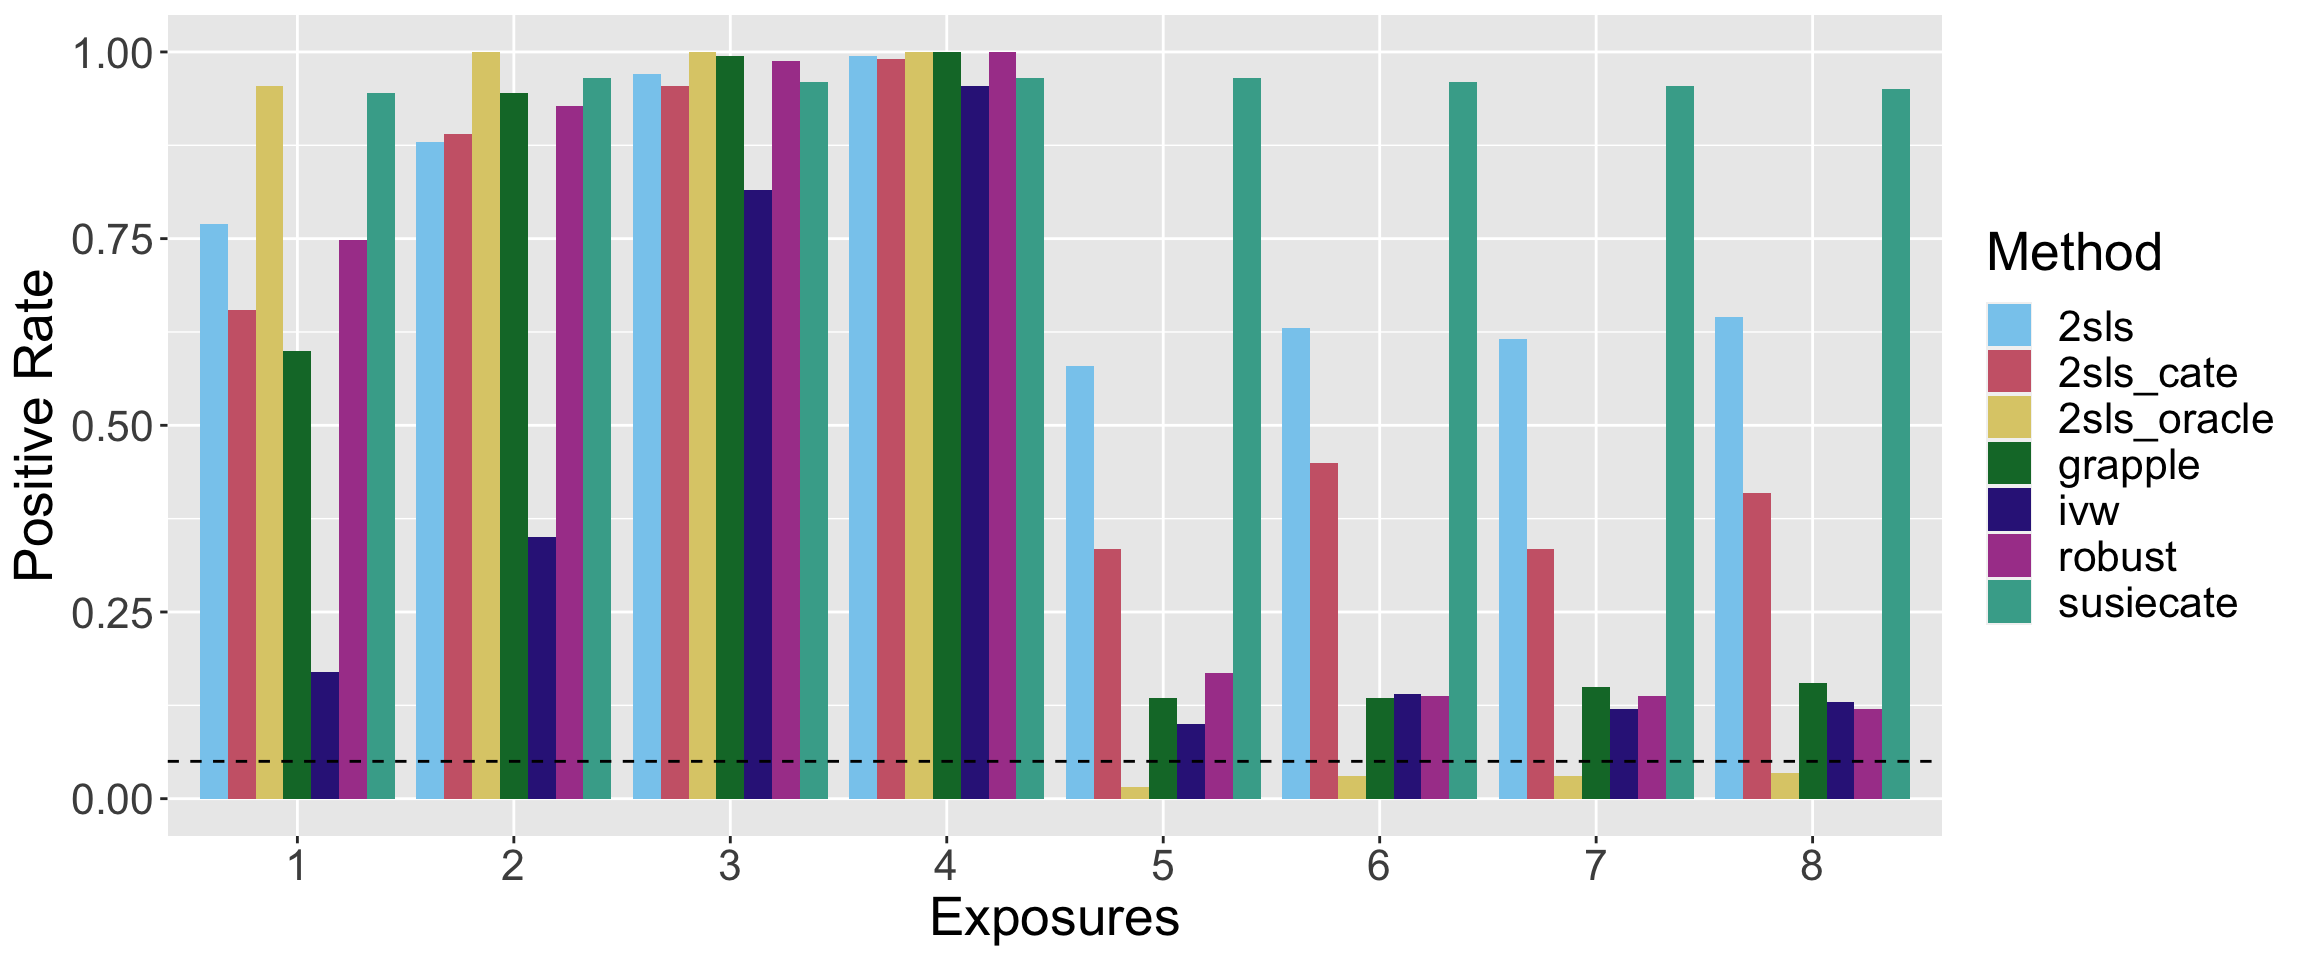 1.00
0.75
0.50
0.25
0.00
Positive Rate
1 2 3 4 5 6 7 8
Exposures
Method
2sls
2sls_cate
2sls_oracle
grapple
ivw
robust
susiecate